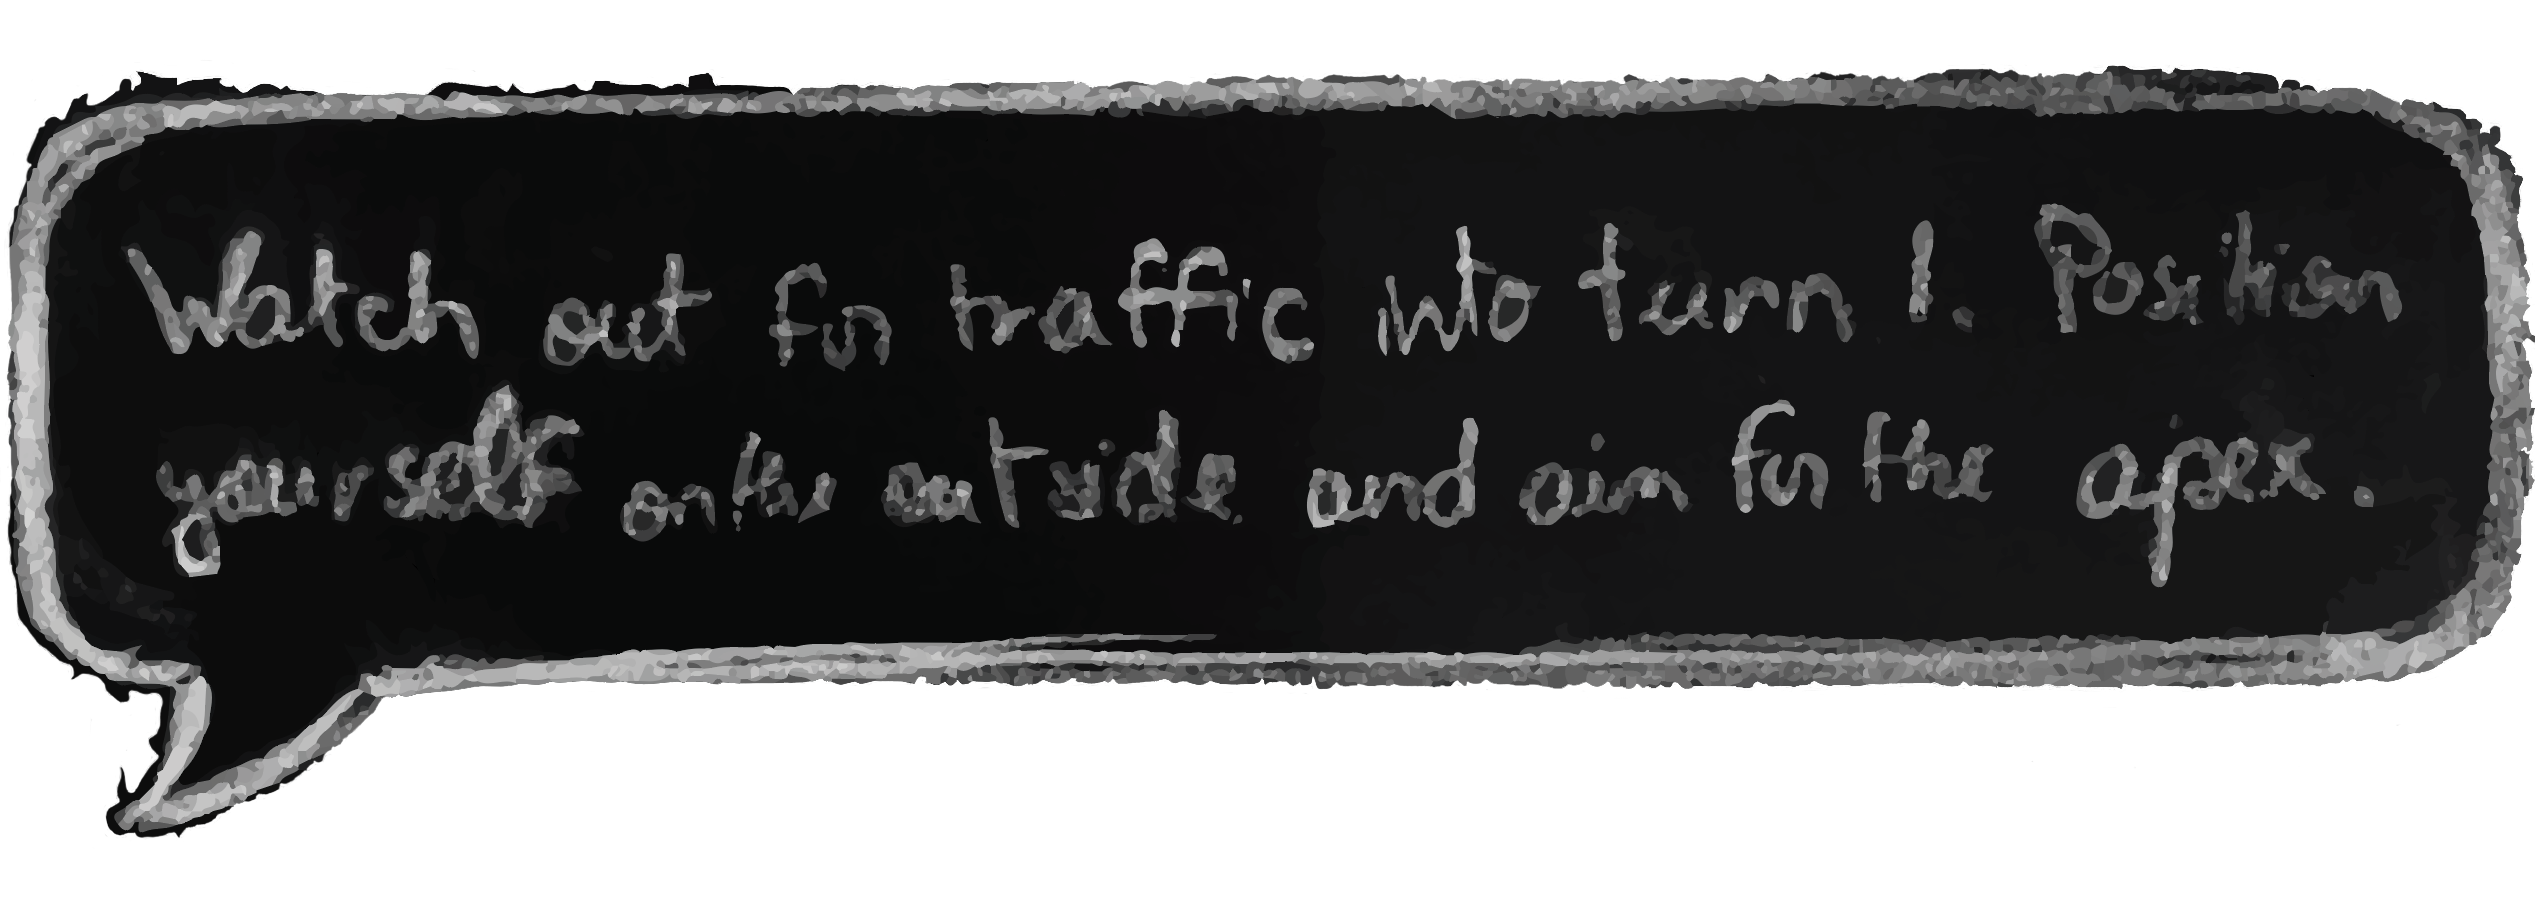 Watch out for traffic into turn 1. Position
yourself on the outside and aim for the apex.